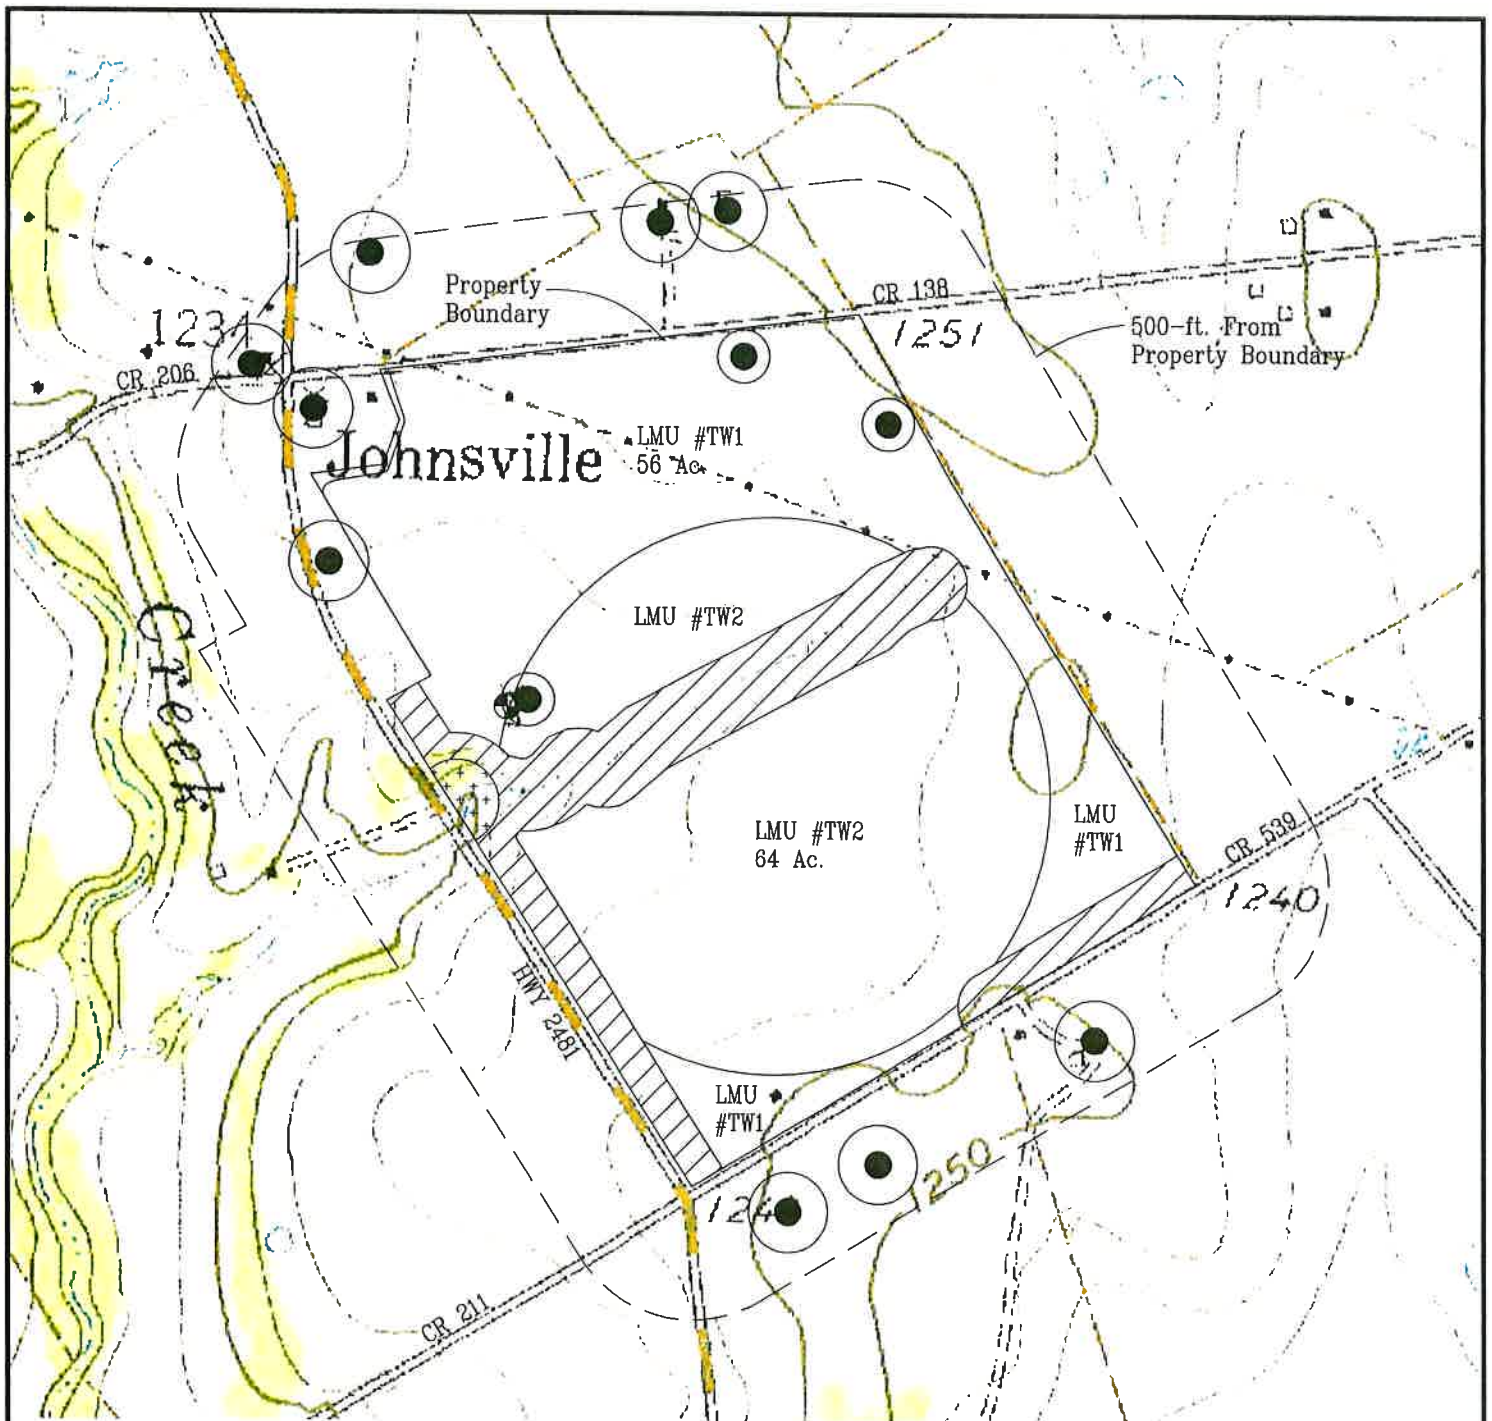 Property
Boundary
CR 138
1251
500-ft. From
Property Boundary
1231
CR 206
Johnsville
LMU #TW1
56 Ac.
LMU #TW2
Creek
LMU #TW2
64 Ac.
LMU
#TW1
CR 539
1240
HWY 2481
LMU
#TW1
1250
124
CR 211